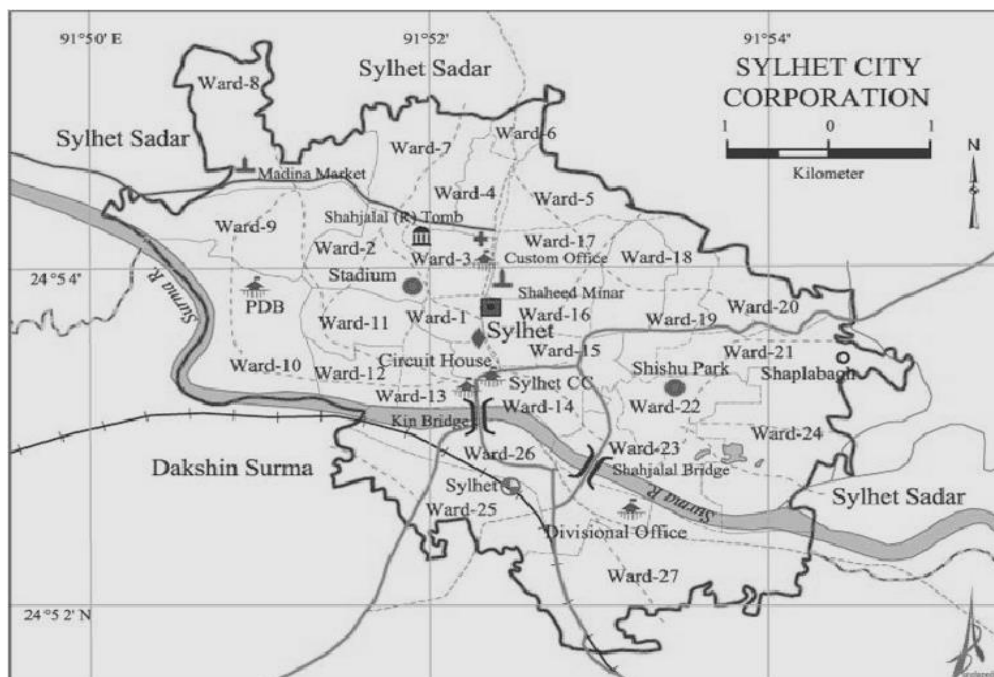 91°50' E
91°52'
91°54"
Sylhet Sadar
SYLHET CITY
CORPORATION
1 0 1
Kilometer
N
Ward-8
Sylhet Sadar
Ward-6
Ward-7
Madina Market
Ward-4
Ward-5
Shahjalal (R) Tomb
Ward-9
Ward-2
Ward-3
Ward-17
Custom Office
Ward-18
24°54'
Stadium
PDB
Surma R
Shaheed Minar
Ward-20
Ward-11
Ward-1
Ward-16
Ward-19
Sylhet
Ward-15
Ward-21
Circuit House
Shishu Park
Shaplabagh
Ward-10
Ward-12
Sylhet CC
Ward-13
Ward-14
Ward-22
Kin Bridge
Ward-24
Ward-23
Ward-26
Shahjalal Bridge
Dakshin Surma
Sylhet
Surma R
Sylhet Sadar
Ward-25
Divisional Office
Ward-27
24°52' N